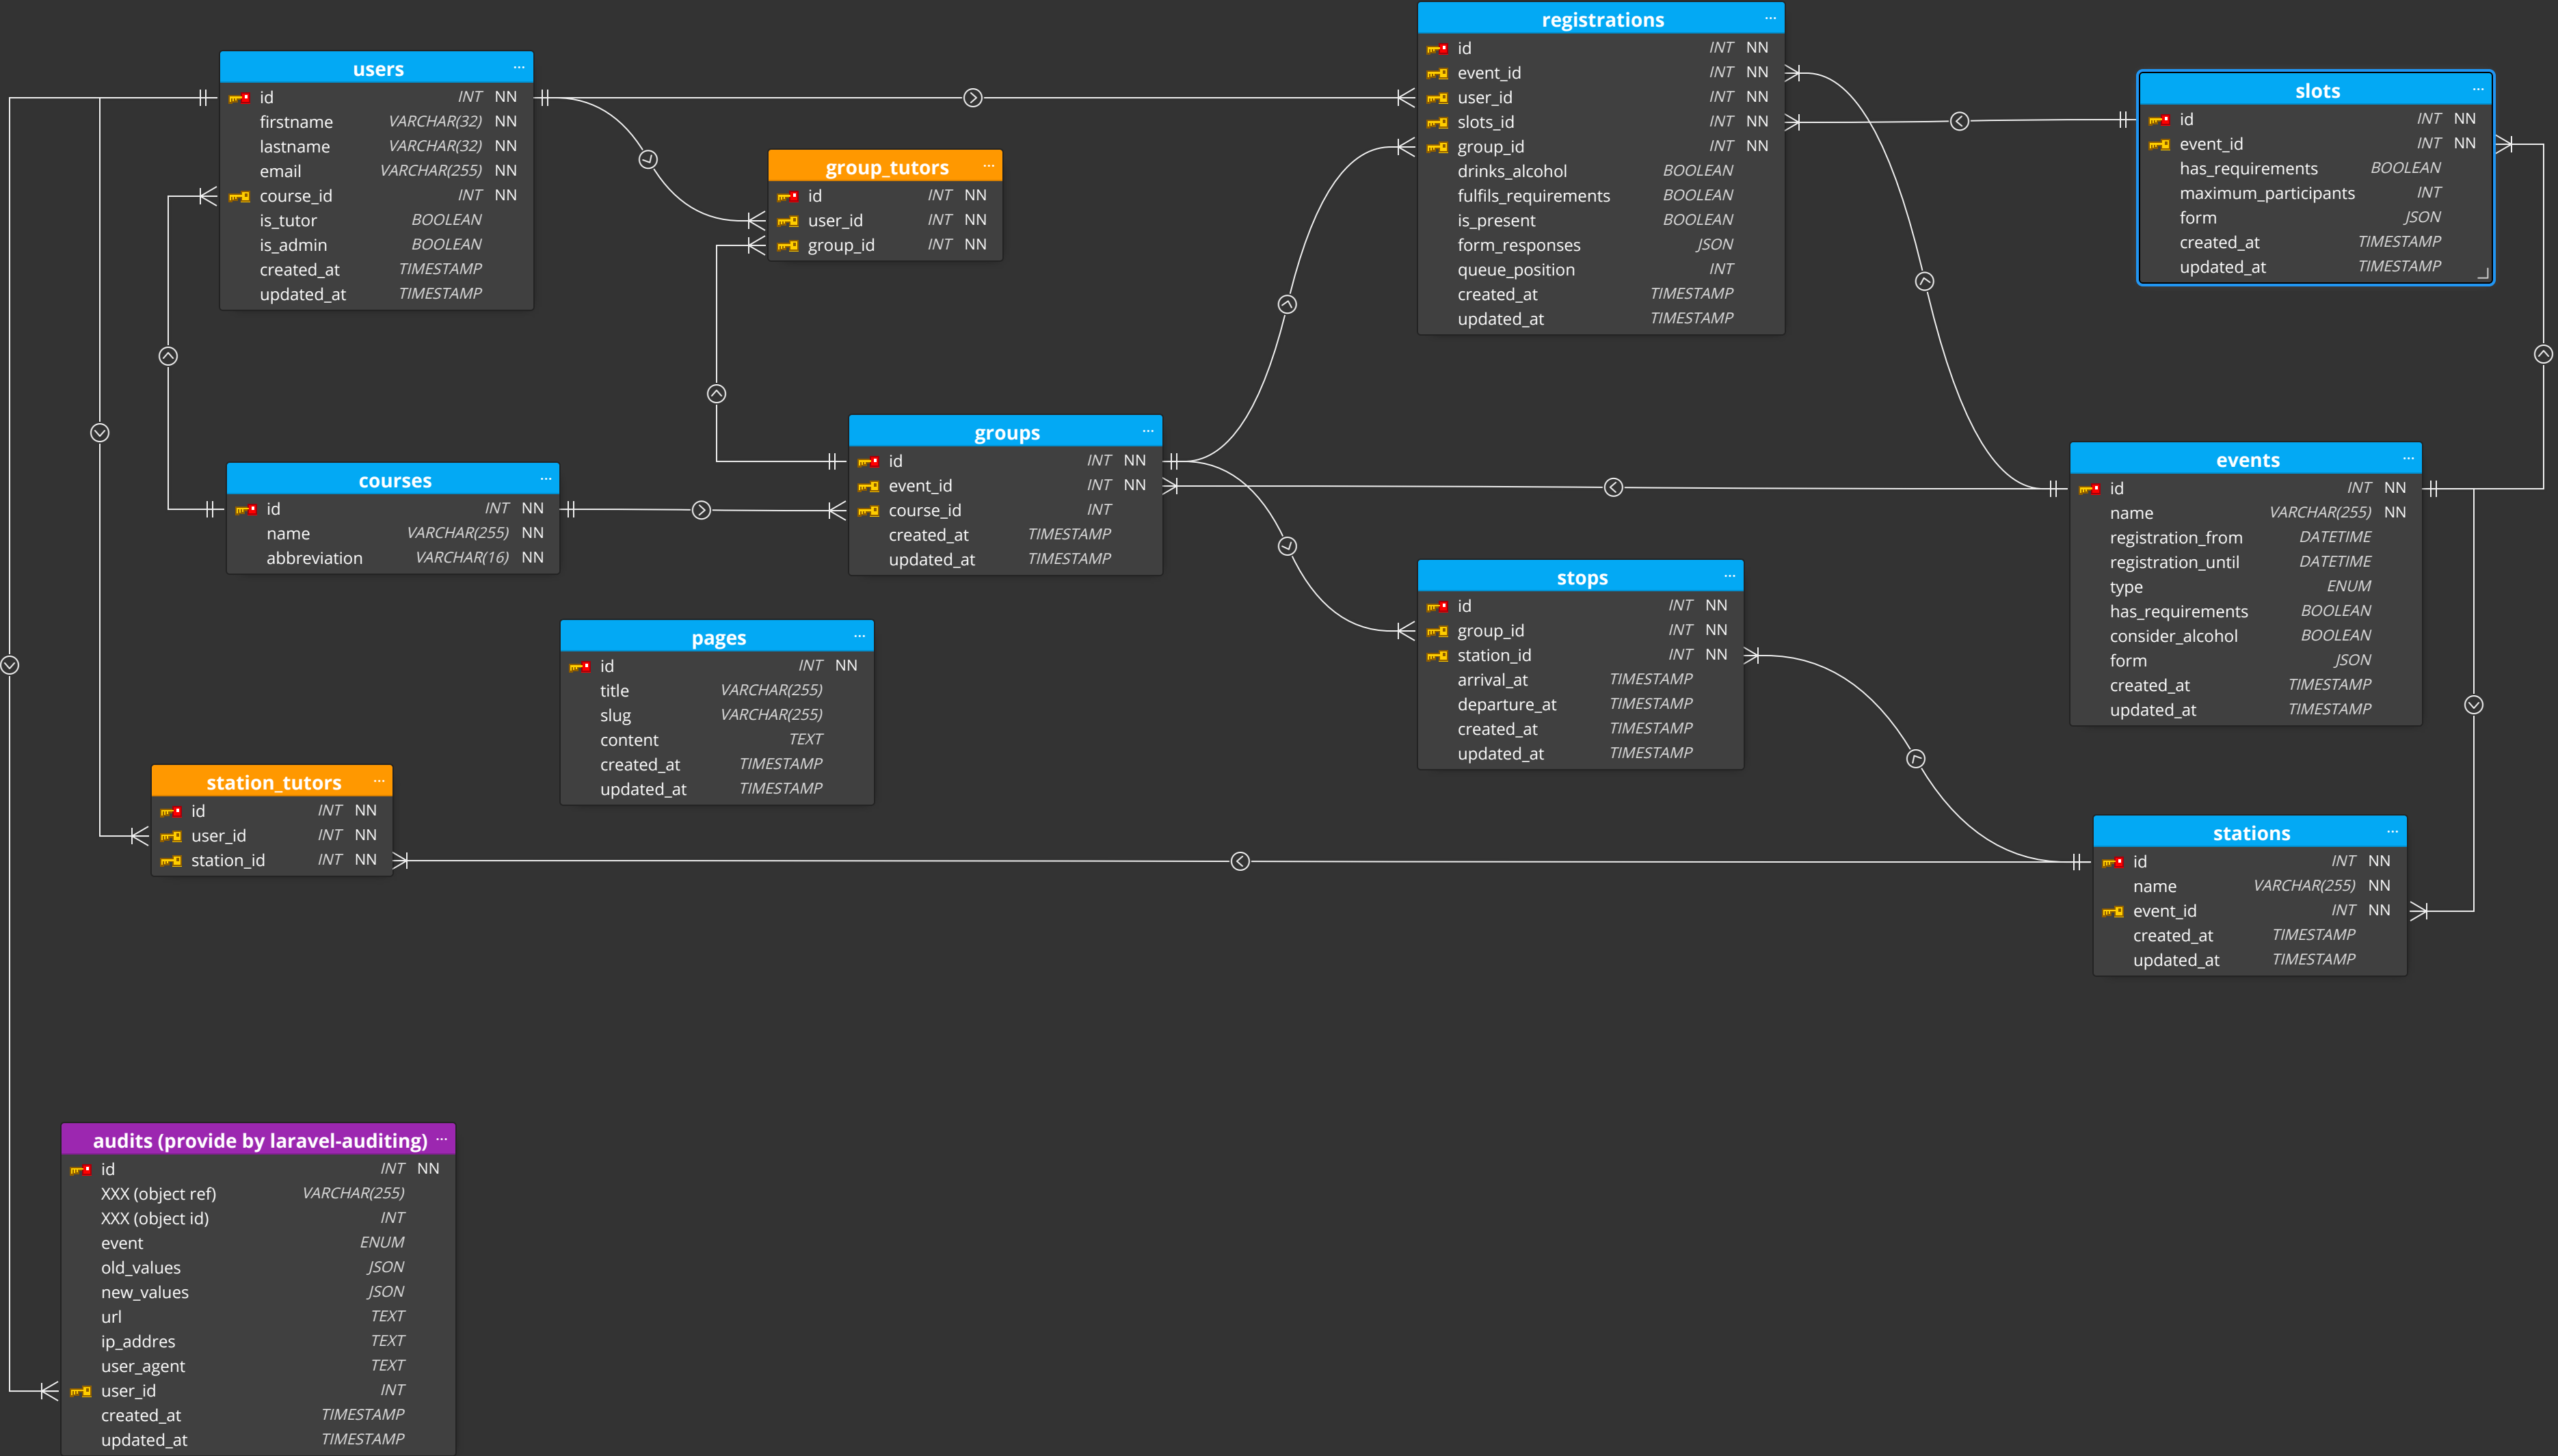 users ...
id INT NN
firstname VARCHAR(32) NN
lastname VARCHAR(32) NN
email VARCHAR(255) NN
course_id INT NN
is_tutor BOOLEAN
is_admin BOOLEAN
created_at TIMESTAMP
updated_at TIMESTAMP
group_tutors ...
id INT NN
user_id INT NN
group_id INT NN
registrations ...
id INT NN
event_id INT NN
user_id INT NN
slots_id INT NN
group_id INT NN
drinks_alcohol BOOLEAN
fulfils_requirements BOOLEAN
is_present BOOLEAN
form_responses JSON
queue_position INT
created_at TIMESTAMP
updated_at TIMESTAMP
slots ...
id INT NN
event_id INT NN
has_requirements BOOLEAN
maximum_participants INT
form JSON
created_at TIMESTAMP
updated_at TIMESTAMP
courses ...
id INT NN
name VARCHAR(255) NN
abbreviation VARCHAR(16) NN
groups ...
id INT NN
event_id INT NN
course_id INT
created_at TIMESTAMP
updated_at TIMESTAMP
events ...
id INT NN
name VARCHAR(255) NN
registration_from DATETIME
registration_until DATETIME
type ENUM
has_requirements BOOLEAN
consider_alcohol BOOLEAN
form JSON
created_at TIMESTAMP
updated_at TIMESTAMP
stops ...
id INT NN
group_id INT NN
station_id INT NN
arrival_at TIMESTAMP
departure_at TIMESTAMP
created_at TIMESTAMP
updated_at TIMESTAMP
pages ...
id INT NN
title VARCHAR(255)
slug VARCHAR(255)
content TEXT
created_at TIMESTAMP
updated_at TIMESTAMP
station_tutors ...
id INT NN
user_id INT NN
station_id INT NN
stations ...
id INT NN
name VARCHAR(255) NN
event_id INT NN
created_at TIMESTAMP
updated_at TIMESTAMP
audits (provide by laravel-auditing) ...
id INT NN
XXX (object ref) VARCHAR(255)
XXX (object id) INT
event ENUM
old_values JSON
new_values JSON
url TEXT
ip_addres TEXT
user_agent TEXT
user_id INT
created_at TIMESTAMP
updated_at TIMESTAMP